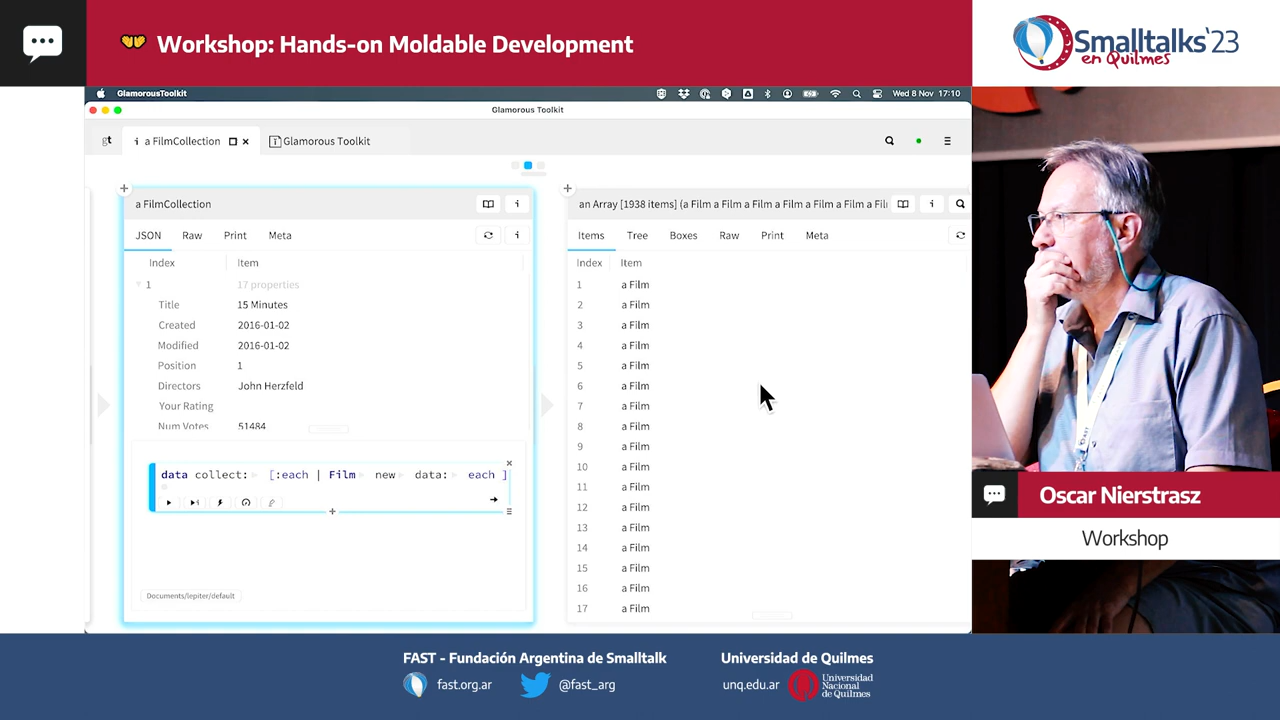 Workshop: Hands-on Moldable Development
Smalltalks'23
en Quilmes
GlamorousToolkit
Wed 8 Nov 17:10
Glamorous Toolkit
gt
i a FilmCollection
Glamorous Toolkit
a FilmCollection
JSON Raw Print Meta
Index Item
1 17 properties
Title 15 Minutes
Created 2016-01-02
Modified 2016-01-02
Position 1
Directors John Herzfeld
Your Rating
Num Votes 51484
data collect: [:each | Film new data: each ]
Documents/lepiter/default
an Array [1938 items] (a Film a Film a Film a Film a Film a Film a Fil
Items Tree Boxes Raw Print Meta
Index Item
1 a Film
2 a Film
3 a Film
4 a Film
5 a Film
6 a Film
7 a Film
8 a Film
9 a Film
10 a Film
11 a Film
12 a Film
13 a Film
14 a Film
15 a Film
16 a Film
17 a Film
Oscar Nierstrasz
Workshop
FAST - Fundación Argentina de Smalltalk
fast.org.ar @fast_arg
Universidad de Quilmes
unq.edu.ar
Universidad
Nacional
de Quilmes